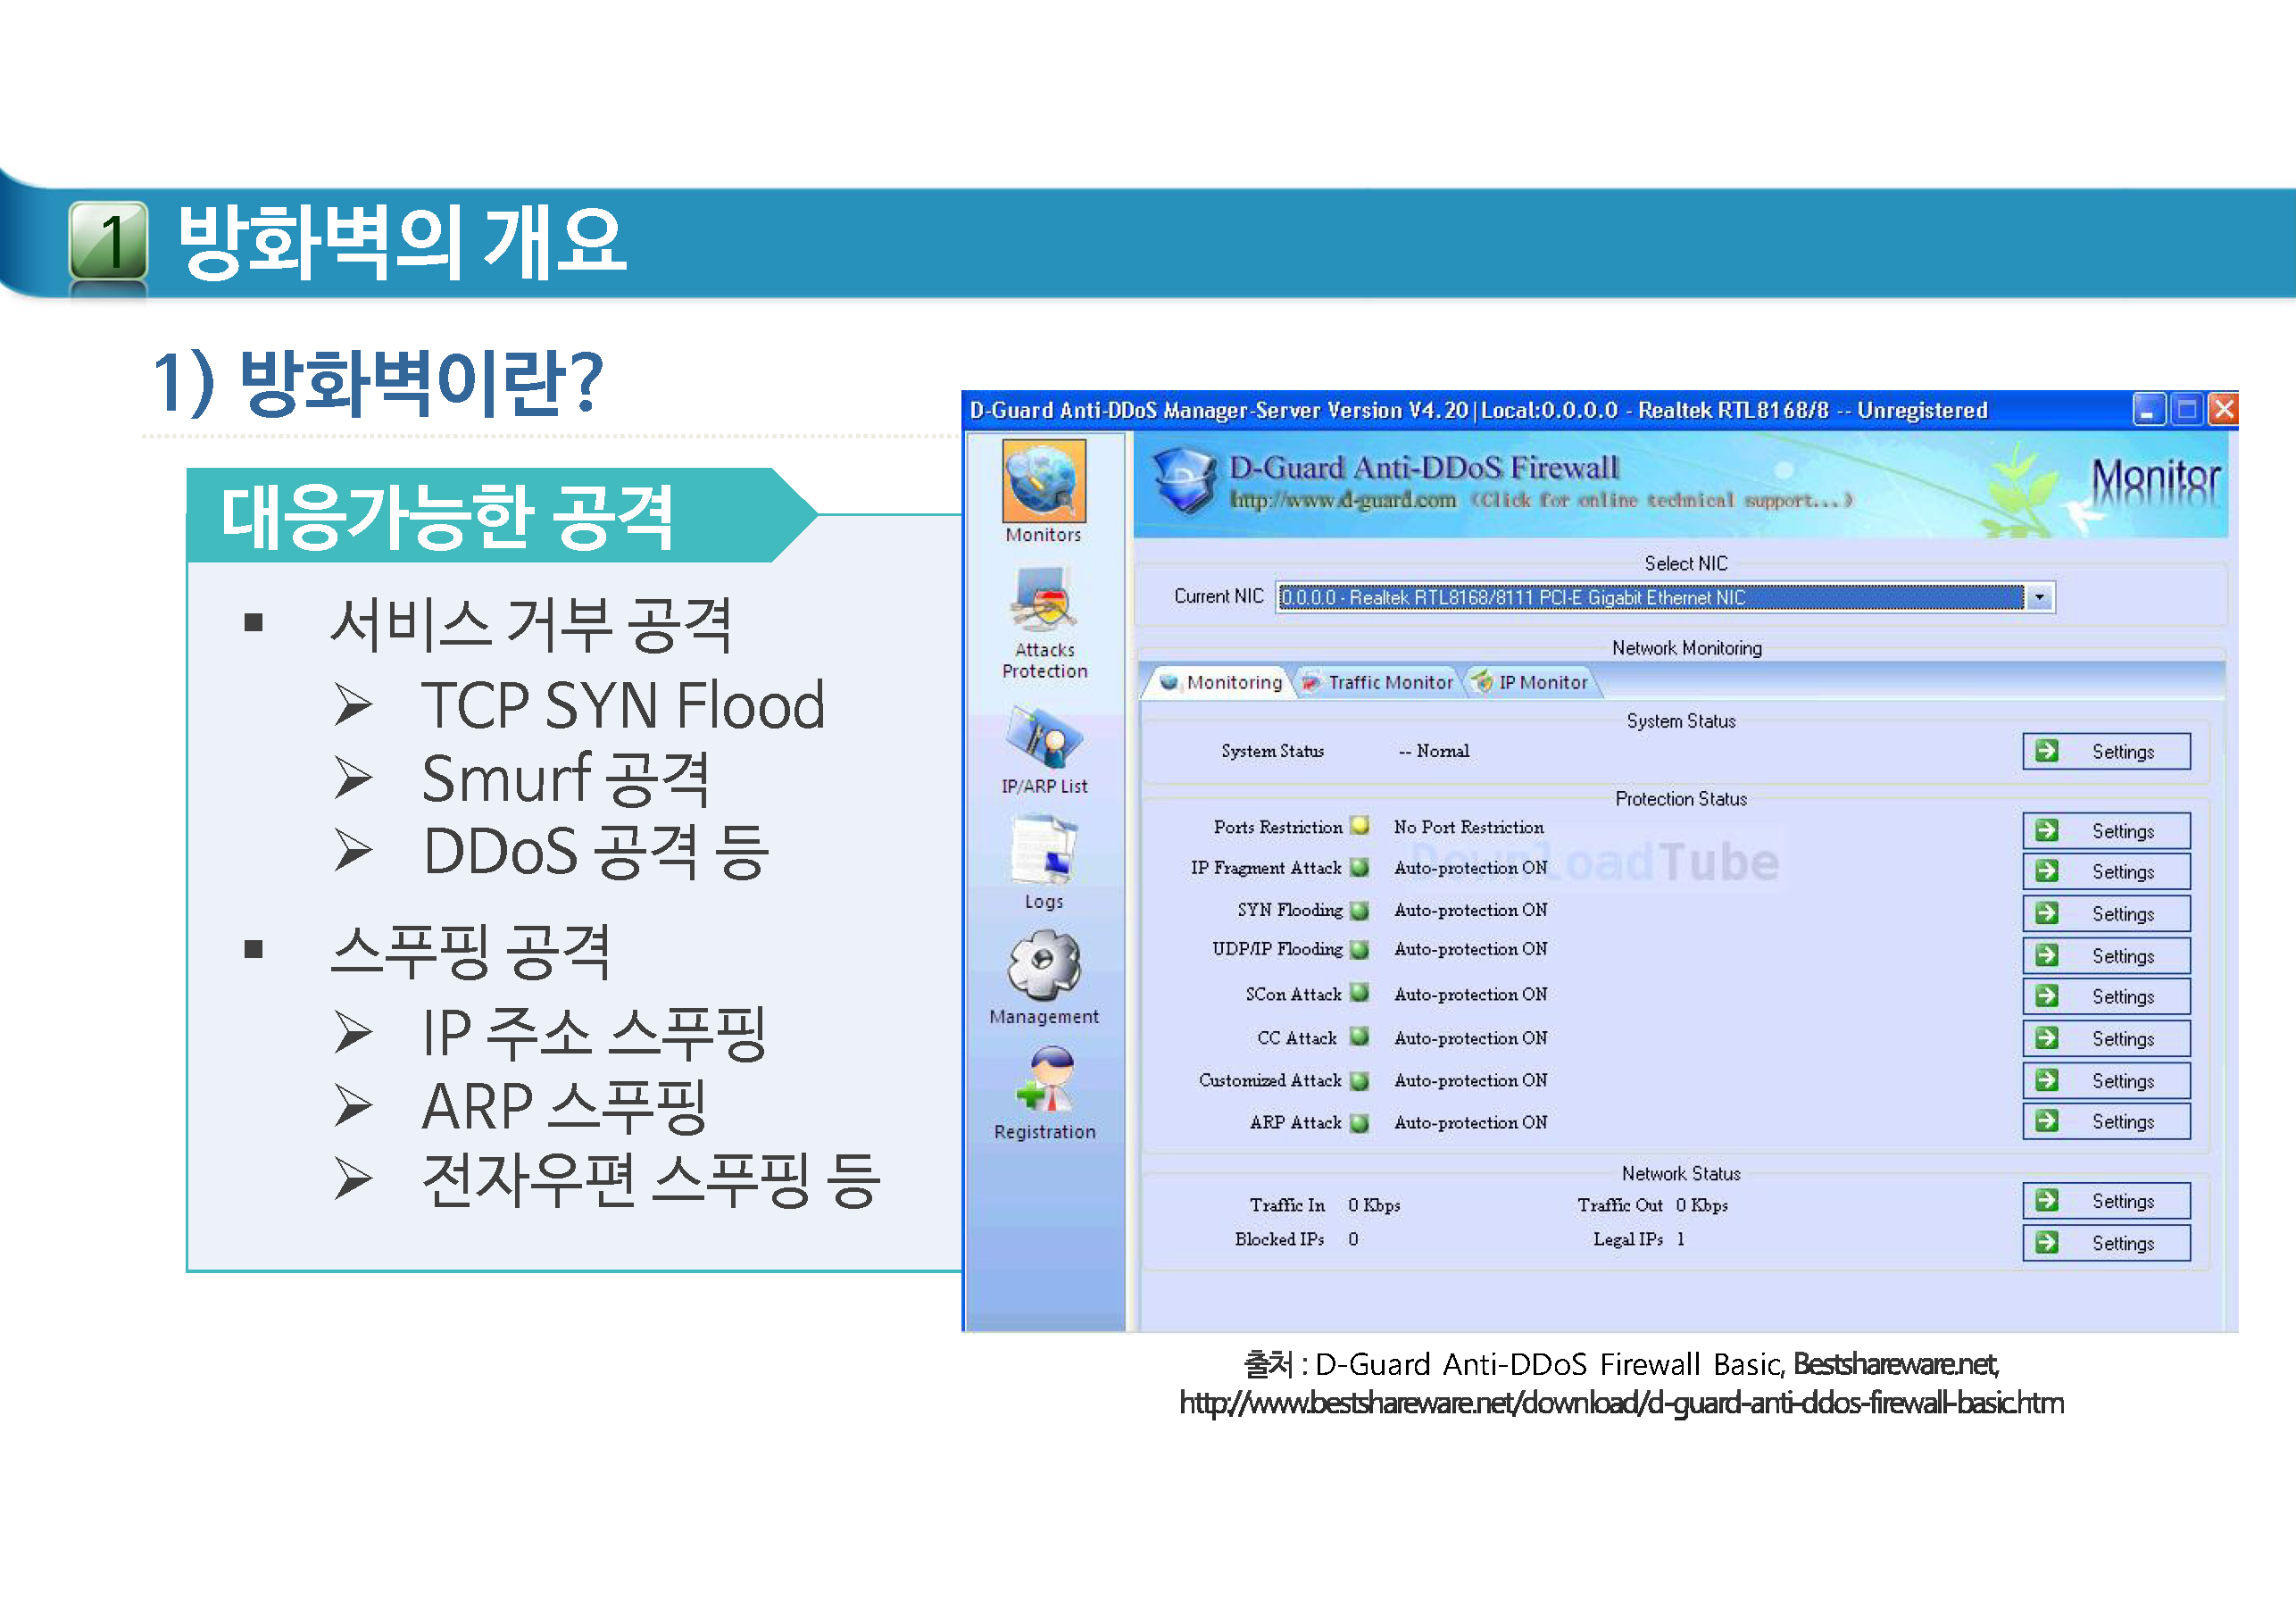 1 방화벽의 개요
1) 방화벽이란?
대응가능한 공격
▪ 서비스 거부 공격
➢ TCP SYN Flood
➢ Smurf 공격
➢ DDoS 공격 등
▪ 스푸핑 공격
➢ IP 주소 스푸핑
➢ ARP 스푸핑
➢ 전자우편 스푸핑 등
D-Guard Anti-DDoS Manager-Server Version V4.20|Local:0.0.0.0 - Realtek RTL8168/8 -- Unregistered
Monitors
Attacks
Protection
IP/ARP List
Logs
Management
Registration
D-Guard Anti-DDoS Firewall
http://www.d-guard.com (Click for online technical support...)
Monitor
Select NIC
Current NIC 0.0.0.0 - Realtek RTL8168/8111 PCI-E Gigabit Ethernet NIC
Network Monitoring
Monitoring Traffic Monitor IP Monitor
System Status
System Status -- Normal Settings
Protection Status
Ports Restriction No Port Restriction Settings
DownloadTube
IP Fragment Attack Auto-protection ON Settings
SYN Flooding Auto-protection ON Settings
UDP/IP Flooding Auto-protection ON Settings
SCon Attack Auto-protection ON Settings
CC Attack Auto-protection ON Settings
Customized Attack Auto-protection ON Settings
ARP Attack Auto-protection ON Settings
Network Status
Traffic In 0 Kbps Traffic Out 0 Kbps Settings
Blocked IPs 0 Legal IPs 1 Settings
출처 : D-Guard Anti-DDoS Firewall Basic, Bestshareware.net,
http://www.bestshareware.net/download/d-guard-anti-ddos-firewall-basic.htm